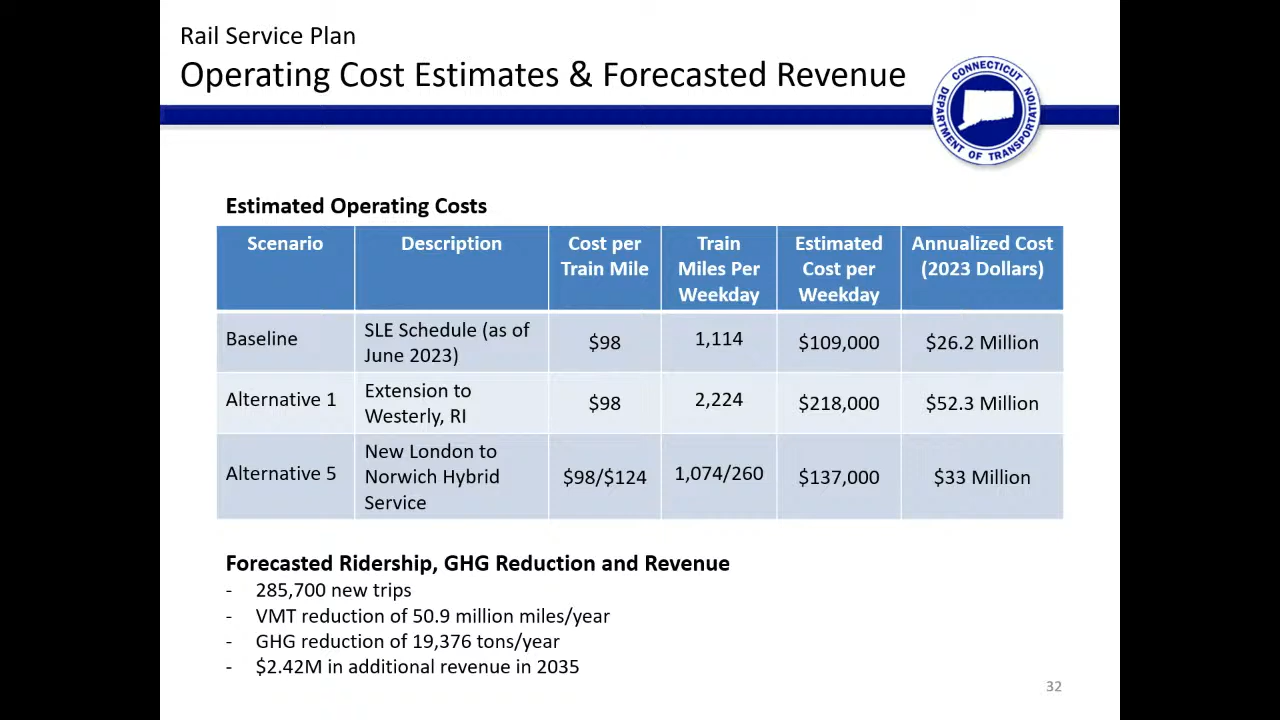 Rail Service Plan
Operating Cost Estimates & Forecasted Revenue
CONNECTICUT
DEPARTMENT OF TRANSPORTATION
Estimated Operating Costs
Scenario Description Cost per Train Mile Train Miles Per Weekday Estimated Cost per Weekday Annualized Cost (2023 Dollars)
Baseline SLE Schedule (as of June 2023) $98 1,114 $109,000 $26.2 Million
Alternative 1 Extension to Westerly, RI $98 2,224 $218,000 $52.3 Million
Alternative 5 New London to Norwich Hybrid Service $98/$124 1,074/260 $137,000 $33 Million
Forecasted Ridership, GHG Reduction and Revenue
- 285,700 new trips
- VMT reduction of 50.9 million miles/year
- GHG reduction of 19,376 tons/year
- $2.42M in additional revenue in 2035
32